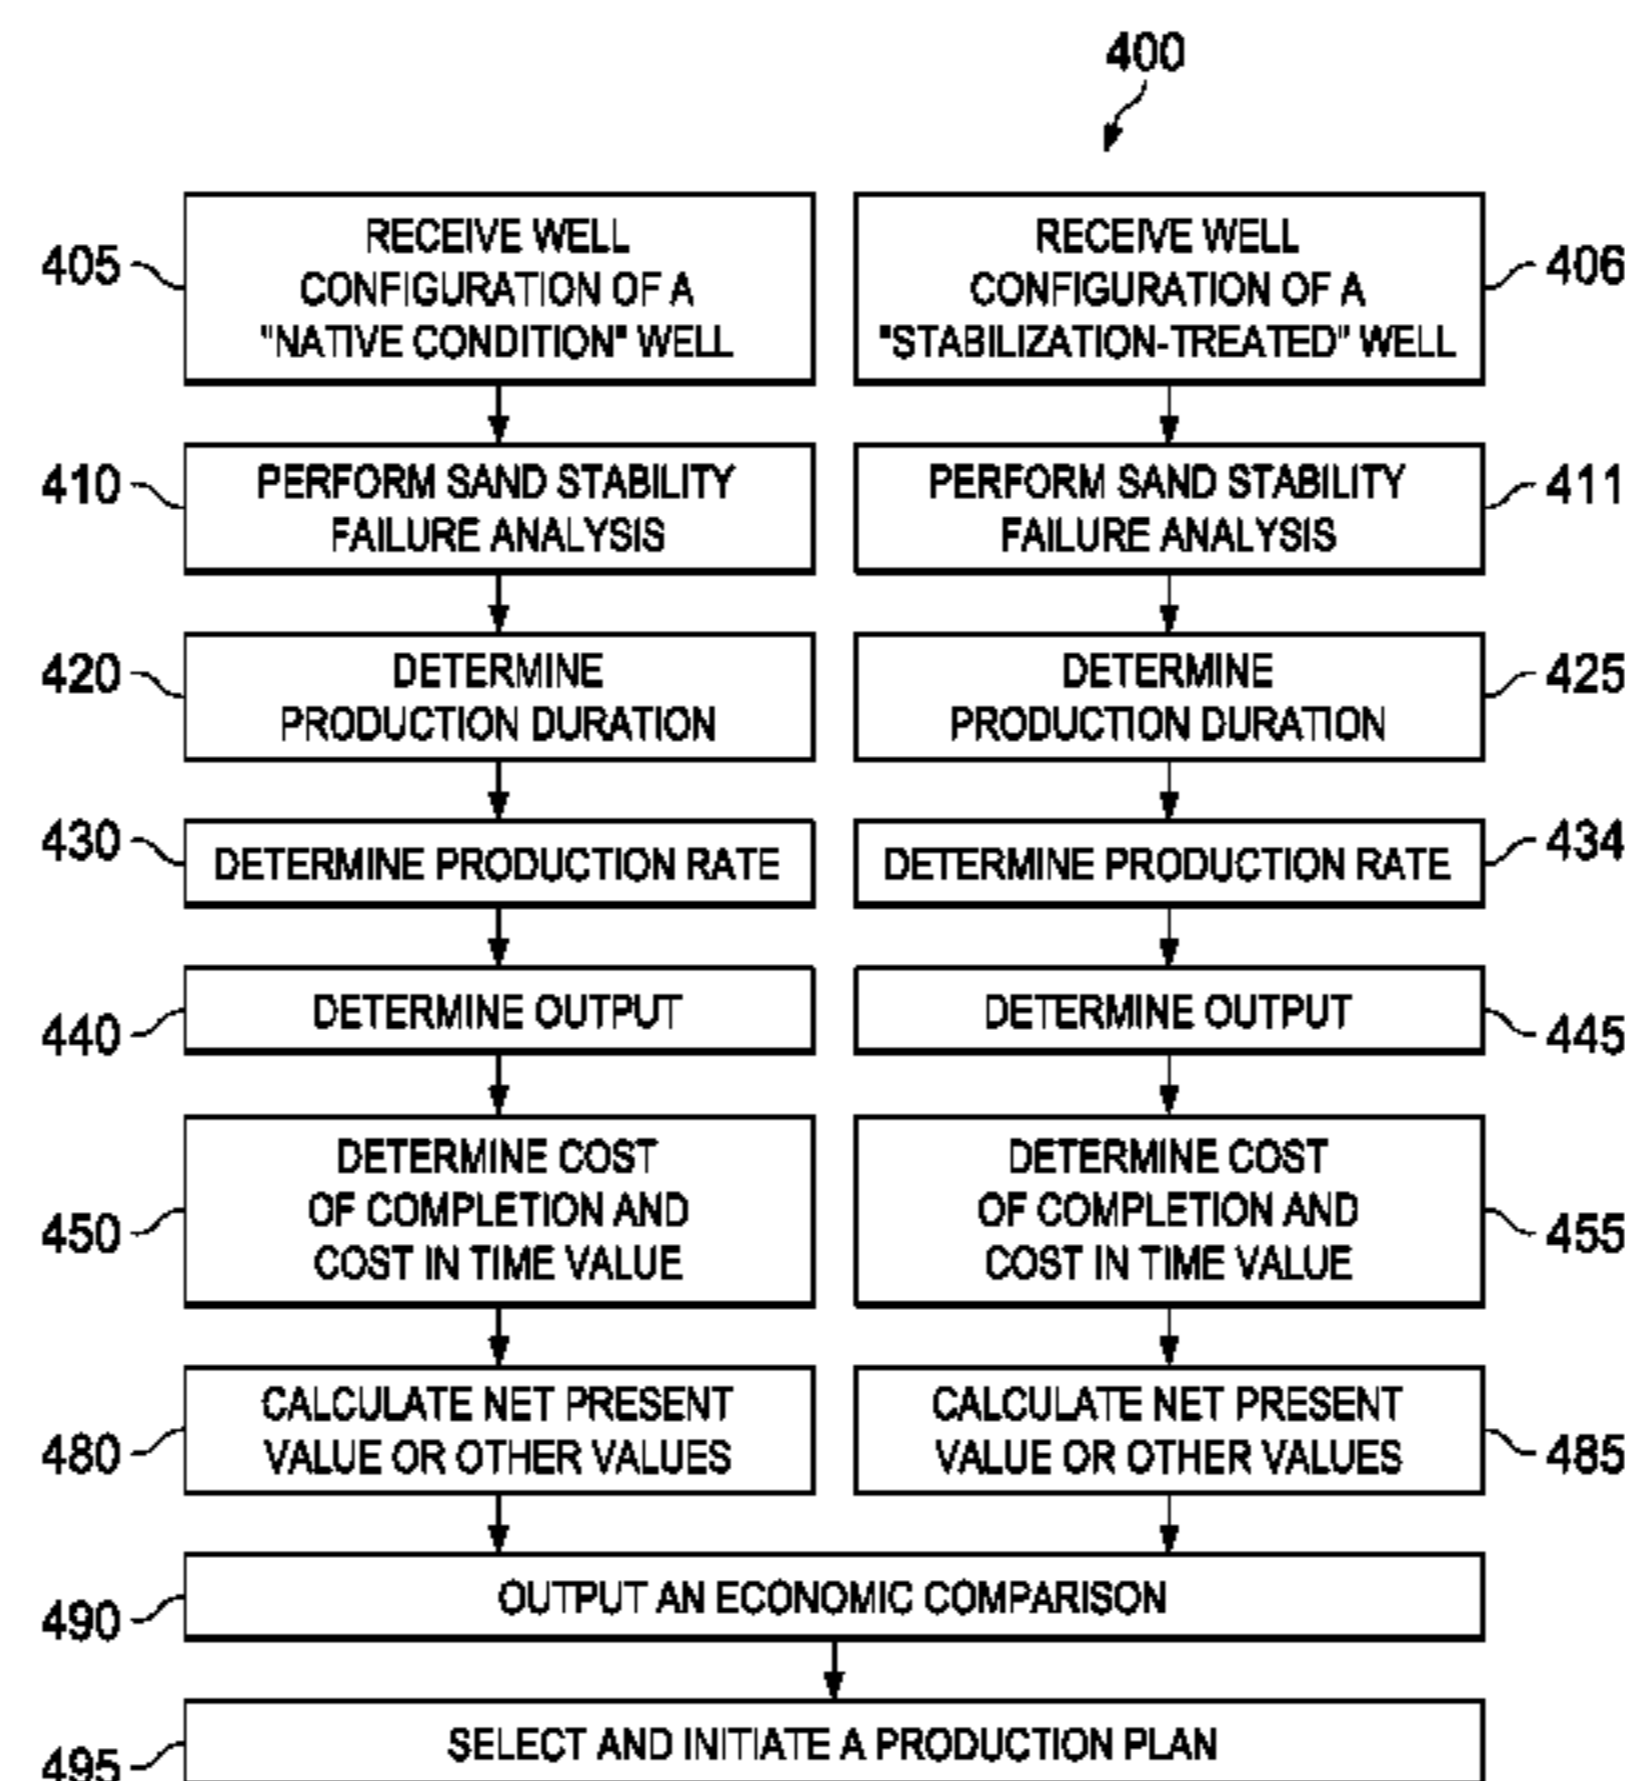 400
405
RECEIVE WELL
CONFIGURATION OF A
"NATIVE CONDITION" WELL
RECEIVE WELL
CONFIGURATION OF A
"STABILIZATION-TREATED" WELL
406
410
PERFORM SAND STABILITY
FAILURE ANALYSIS
PERFORM SAND STABILITY
FAILURE ANALYSIS
411
420
DETERMINE
PRODUCTION DURATION
DETERMINE
PRODUCTION DURATION
425
430
DETERMINE PRODUCTION RATE
DETERMINE PRODUCTION RATE
434
440
DETERMINE OUTPUT
DETERMINE OUTPUT
445
450
DETERMINE COST
OF COMPLETION AND
COST IN TIME VALUE
DETERMINE COST
OF COMPLETION AND
COST IN TIME VALUE
455
480
CALCULATE NET PRESENT
VALUE OR OTHER VALUES
CALCULATE NET PRESENT
VALUE OR OTHER VALUES
485
490
OUTPUT AN ECONOMIC COMPARISON
495
SELECT AND INITIATE A PRODUCTION PLAN